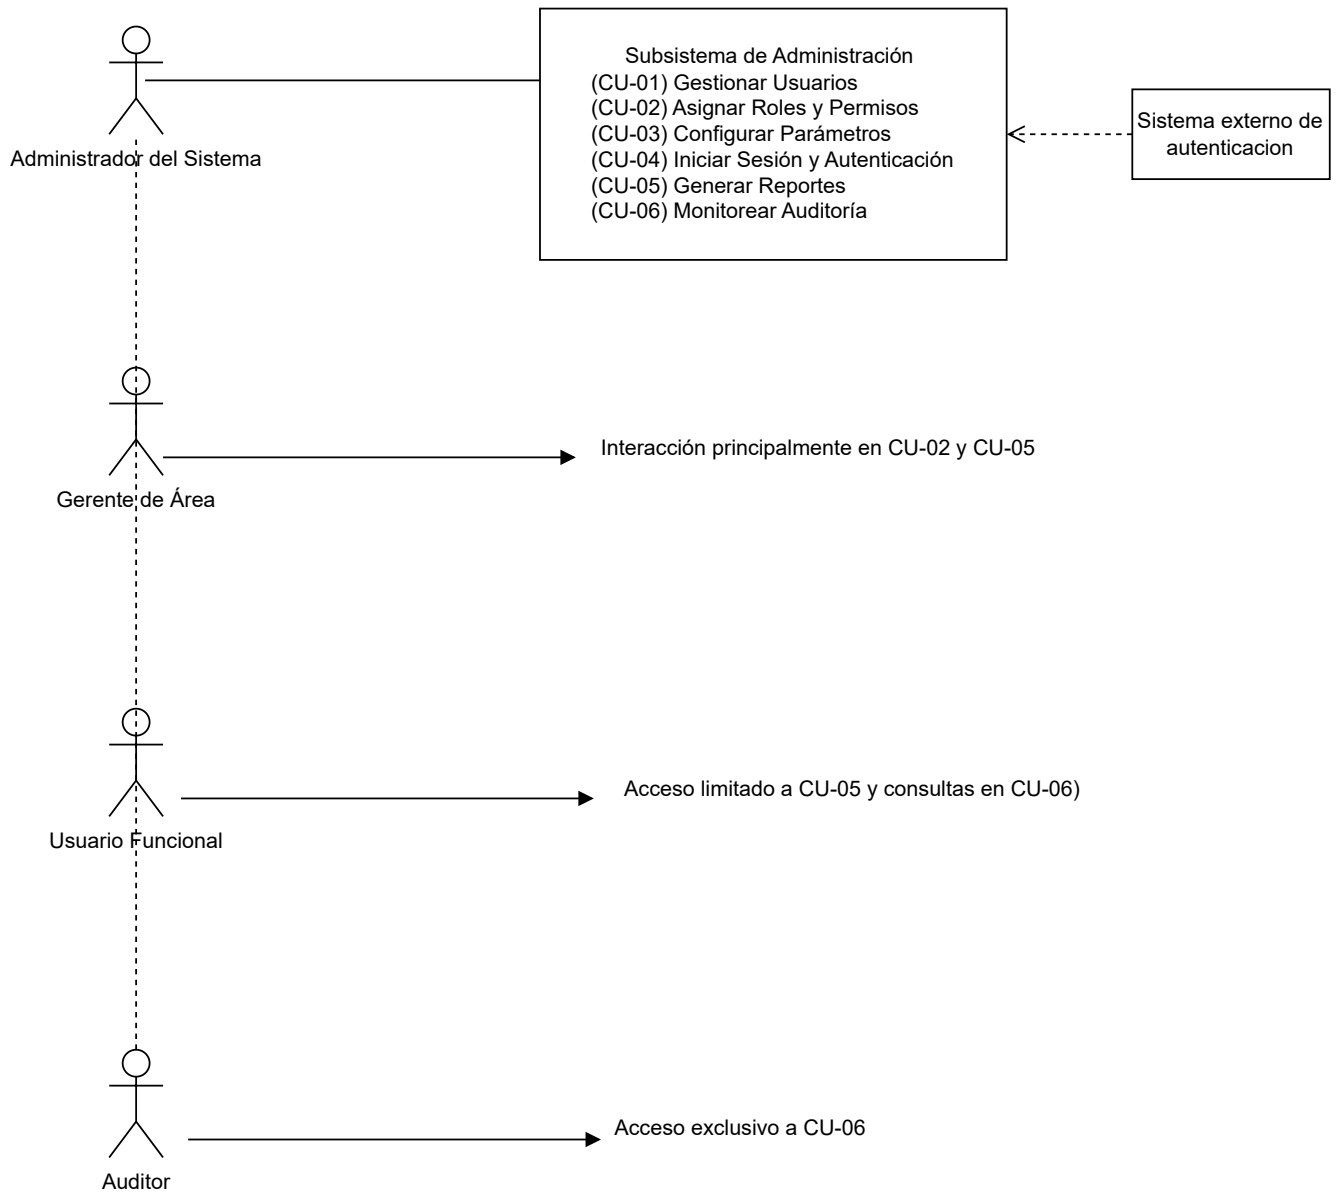 Subsistema de Administración
(CU-01) Gestionar Usuarios
(CU-02) Asignar Roles y Permisos
(CU-03) Configurar Parámetros
(CU-04) Iniciar Sesión y Autenticación
(CU-05) Generar Reportes
(CU-06) Monitorear Auditoría
Sistema externo de
autenticacion
Administrador del Sistema
Interacción principalmente en CU-02 y CU-05
Gerente de Área
Acceso limitado a CU-05 y consultas en CU-06)
Usuario Funcional
Acceso exclusivo a CU-06
Auditor